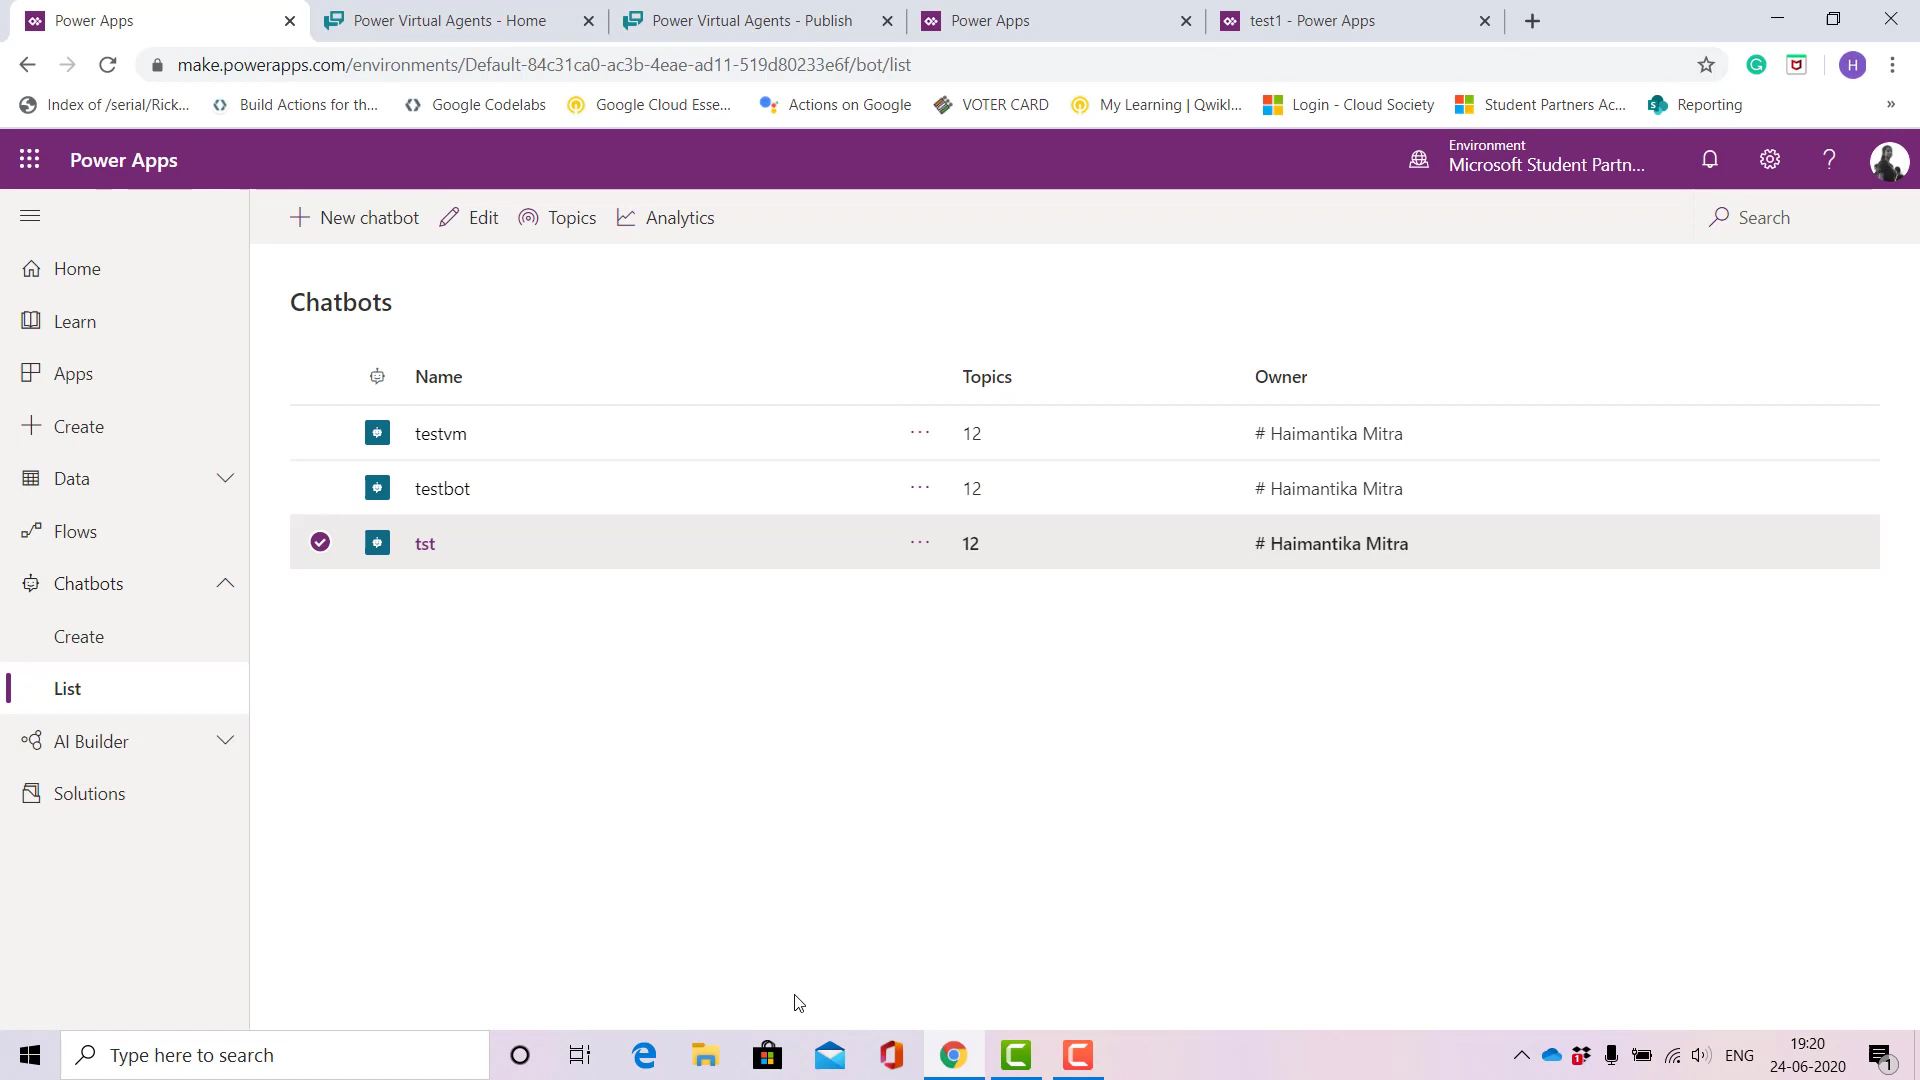 Power Apps
Power Virtual Agents - Home
Power Virtual Agents - Publish
Power Apps
test1 - Power Apps
make.powerapps.com/environments/Default-84c31ca0-ac3b-4eae-ad11-519d80233e6f/bot/list
H
Index of /serial/Rick...
Build Actions for th...
Google Codelabs
Google Cloud Esse...
Actions on Google
VOTER CARD
My Learning | Qwikl...
Login - Cloud Society
Student Partners Ac...
Reporting
»
Power Apps
Environment
Microsoft Student Partn...
?
New chatbot
Edit
Topics
Analytics
Search
Home
Learn
Apps
Create
Data
Flows
Chatbots
Create
List
AI Builder
Solutions
Chatbots
Name
Topics
Owner
testvm
...
12
# Haimantika Mitra
testbot
...
12
# Haimantika Mitra
tst
...
12
# Haimantika Mitra
Type here to search
1
ENG
19:20
24-06-2020
1